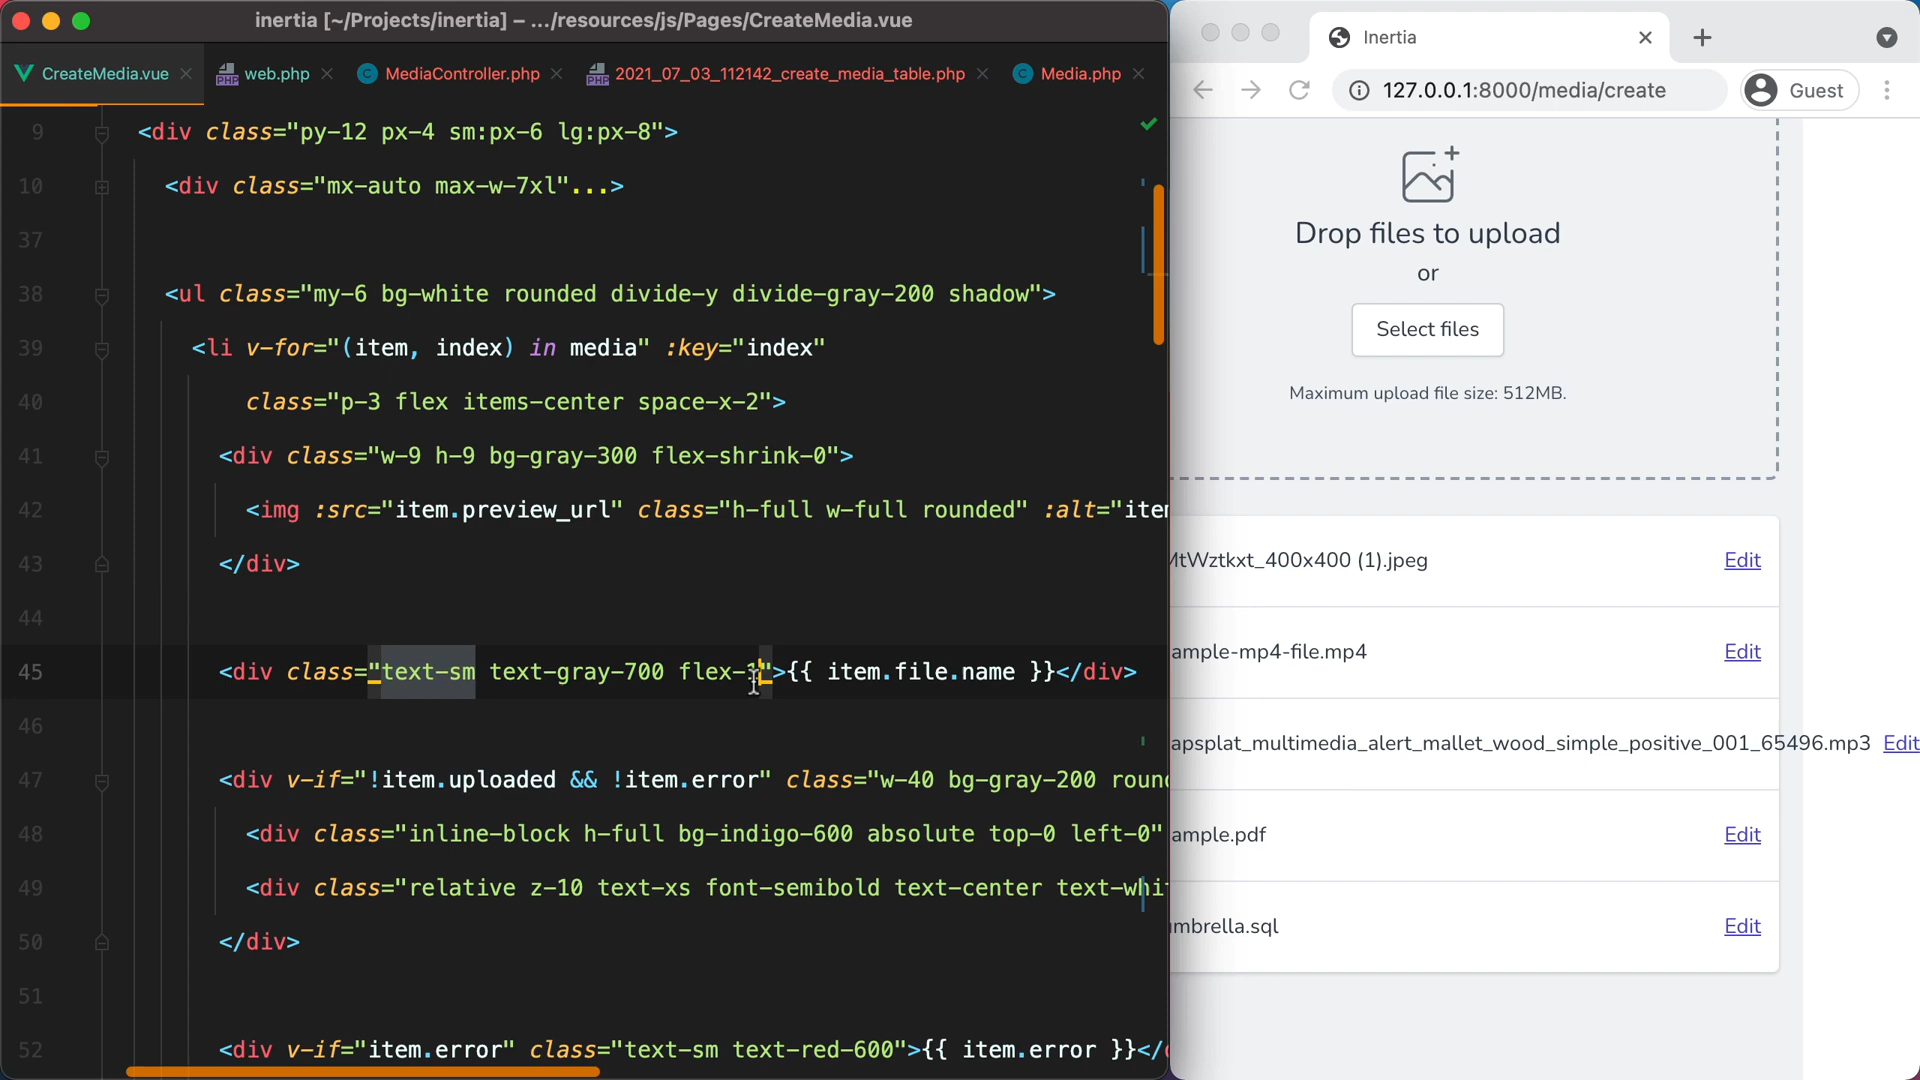 inertia [~/Projects/inertia] – .../resources/js/Pages/CreateMedia.vue
CreateMedia.vue
web.php
MediaController.php
2021_07_03_112142_create_media_table.php
Media.php
9 <div class="py-12 px-4 sm:px-6 lg:px-8">
10 <div class="mx-auto max-w-7xl"...>
37
38 <ul class="my-6 bg-white rounded divide-y divide-gray-200 shadow">
39 <li v-for="(item, index) in media" :key="index"
40 class="p-3 flex items-center space-x-2">
41 <div class="w-9 h-9 bg-gray-300 flex-shrink-0">
42 <img :src="item.preview_url" class="h-full w-full rounded" :alt="item
43 </div>
44
45 <div class="text-sm text-gray-700 flex-1">{{ item.file.name }}</div>
46
47 <div v-if="!item.uploaded && !item.error" class="w-40 bg-gray-200 round
48 <div class="inline-block h-full bg-indigo-600 absolute top-0 left-0"
49 <div class="relative z-10 text-xs font-semibold text-center text-whit
50 </div>
51
52 <div v-if="item.error" class="text-sm text-red-600">{{ item.error }}</d
Inertia
127.0.0.1:8000/media/create
Guest
Drop files to upload
or
Select files
Maximum upload file size: 512MB.
MtWztkxt_400x400 (1).jpeg Edit
ample-mp4-file.mp4 Edit
apsplat_multimedia_alert_mallet_wood_simple_positive_001_65496.mp3 Edit
ample.pdf Edit
umbrella.sql Edit